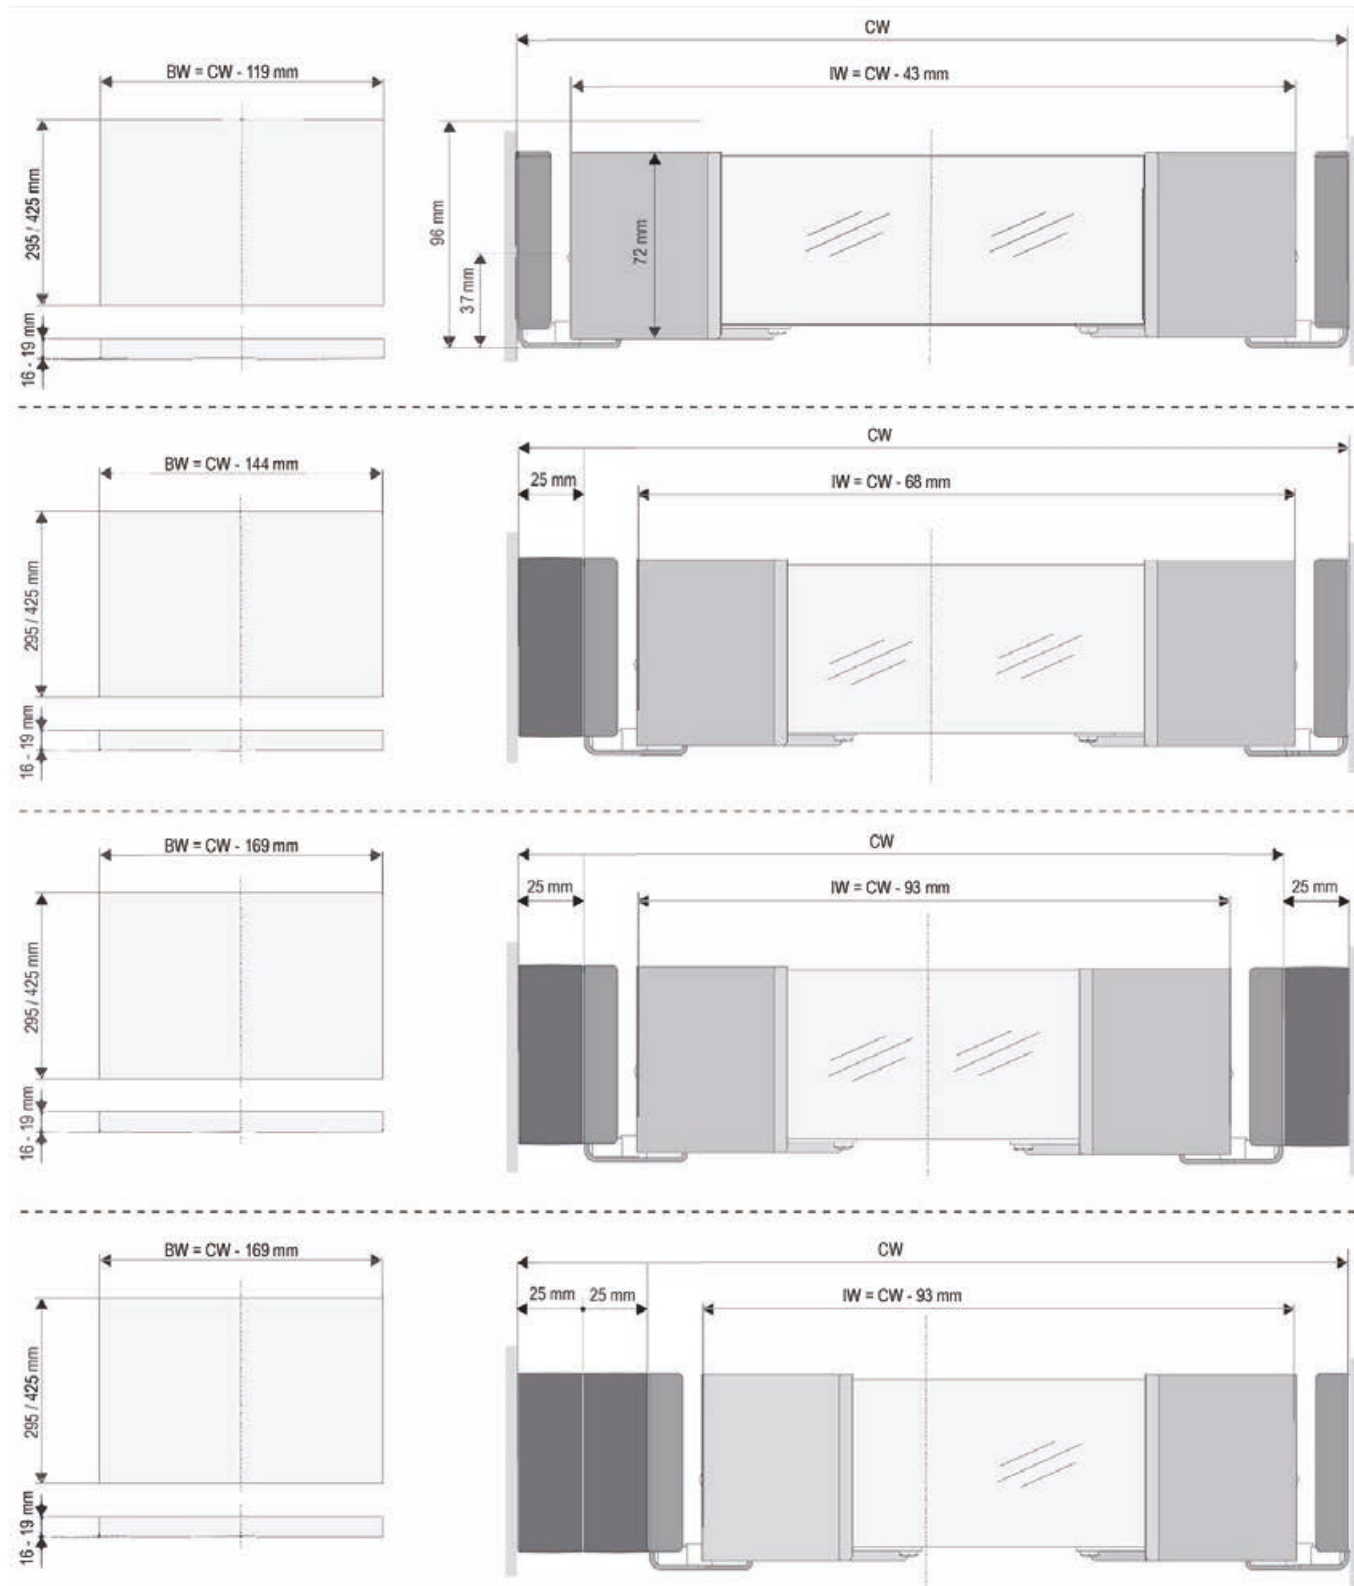 CW
BW = CW - 119 mm
IW = CW - 43 mm
295 / 425 mm
96 mm
72 mm
37 mm
16 - 19 mm
CW
BW = CW - 144 mm
25 mm
IW = CW - 68 mm
295 / 425 mm
16 - 19 mm
CW
BW = CW - 169 mm
25 mm
IW = CW - 93 mm
25 mm
295 / 425 mm
16 - 19 mm
CW
BW = CW - 169 mm
25 mm
25 mm
IW = CW - 93 mm
295 / 425 mm
16 - 19 mm